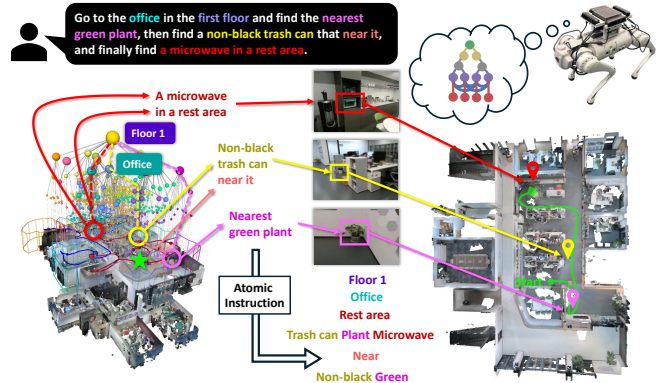 Go to the office in the first floor and find the nearest
green plant, then find a non-black trash can that near it,
and finally find a microwave in a rest area.
A microwave
in a rest area
Floor 1
Office
Non-black
trash can
near it
Nearest
green plant
Atomic
Instruction
Floor 1
Office
Rest area
Trash can Plant Microwave
Near
Non-black Green
Start